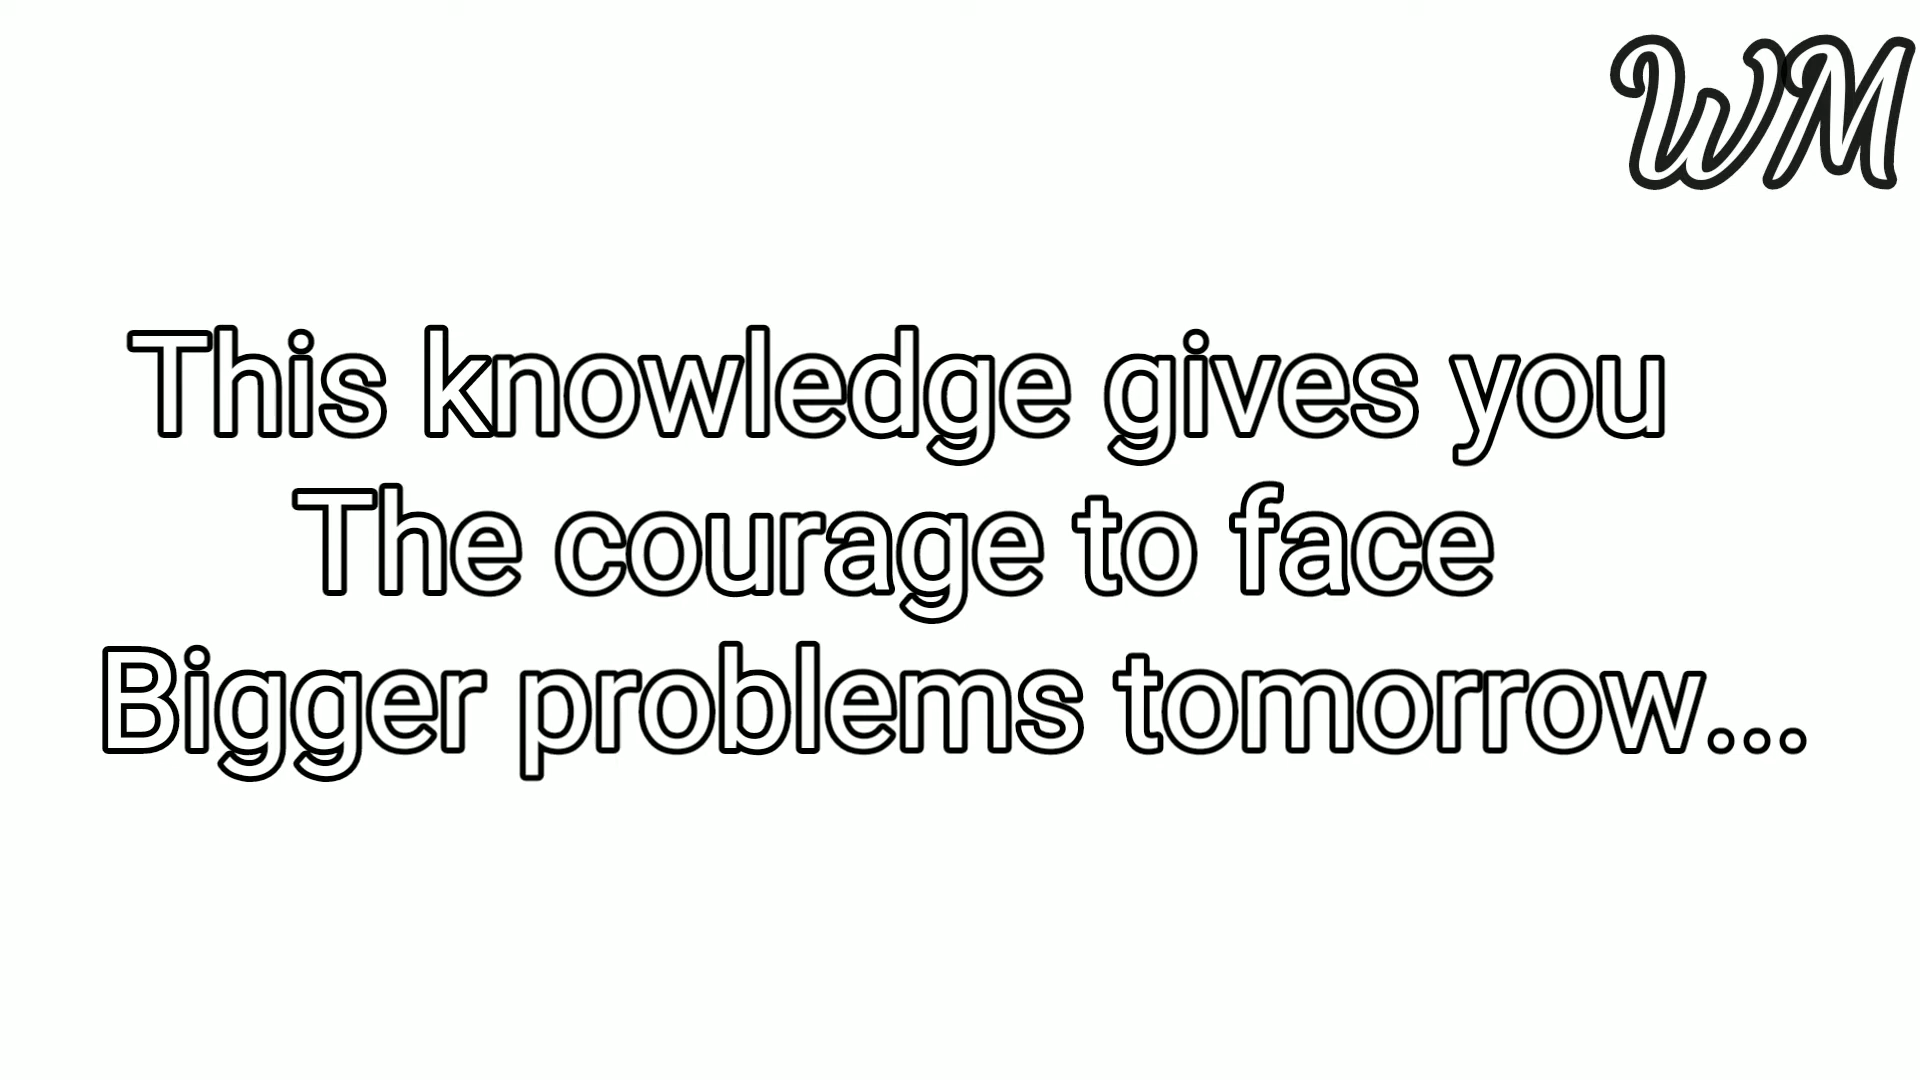 WM
This knowledge gives you
The courage to face
Bigger problems tomorrow...